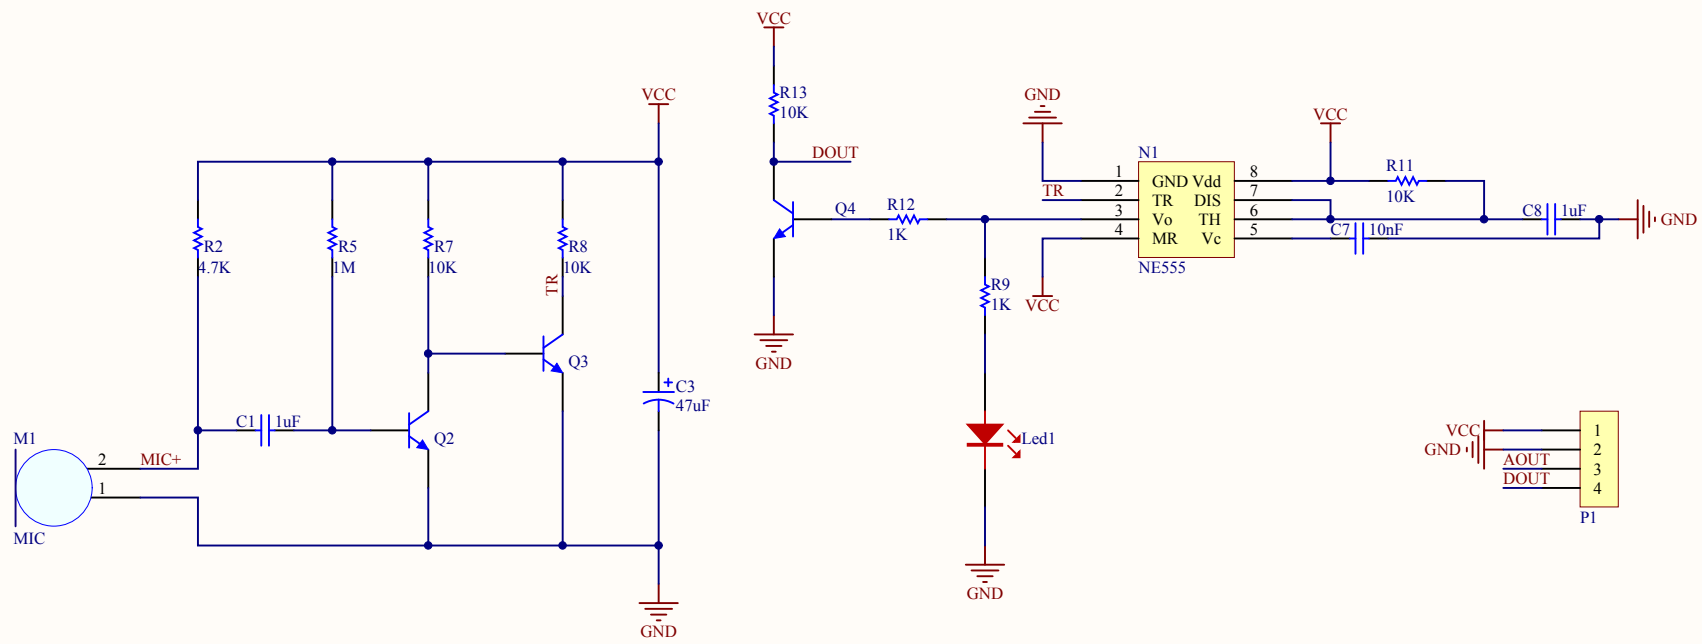 VCC
R2
4.7K
R5
1M
R7
10K
R8
10K
TR
Q3
C3
47uF
C1 1uF
Q2
M1
2
MIC+
1
MIC
GND
VCC
R13
10K
DOUT
Q4
GND
R12
1K
R9
1K
Led1
GND
GND
TR
VCC
N1
1 GND Vdd 8
2 TR DIS 7
3 Vo TH 6
4 MR Vc 5
NE555
VCC
R11
10K
C8 1uF
C7 10nF
GND
VCC 1
GND 2
AOUT 3
DOUT 4
P1